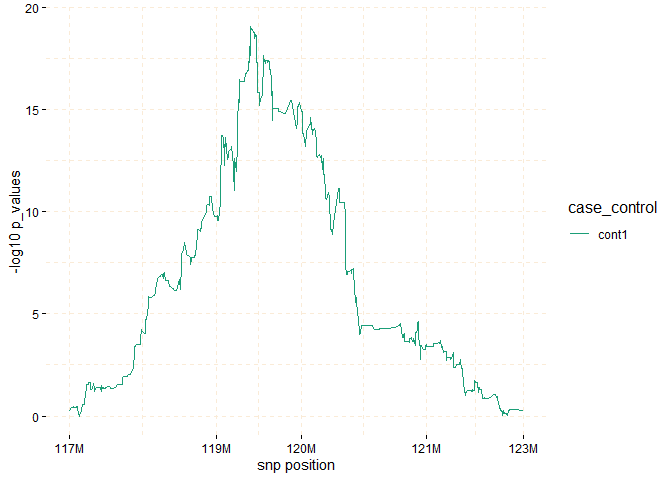 20
15
10
5
0
-log10 p_values
117M
119M
120M
121M
123M
snp position
case_control
cont1